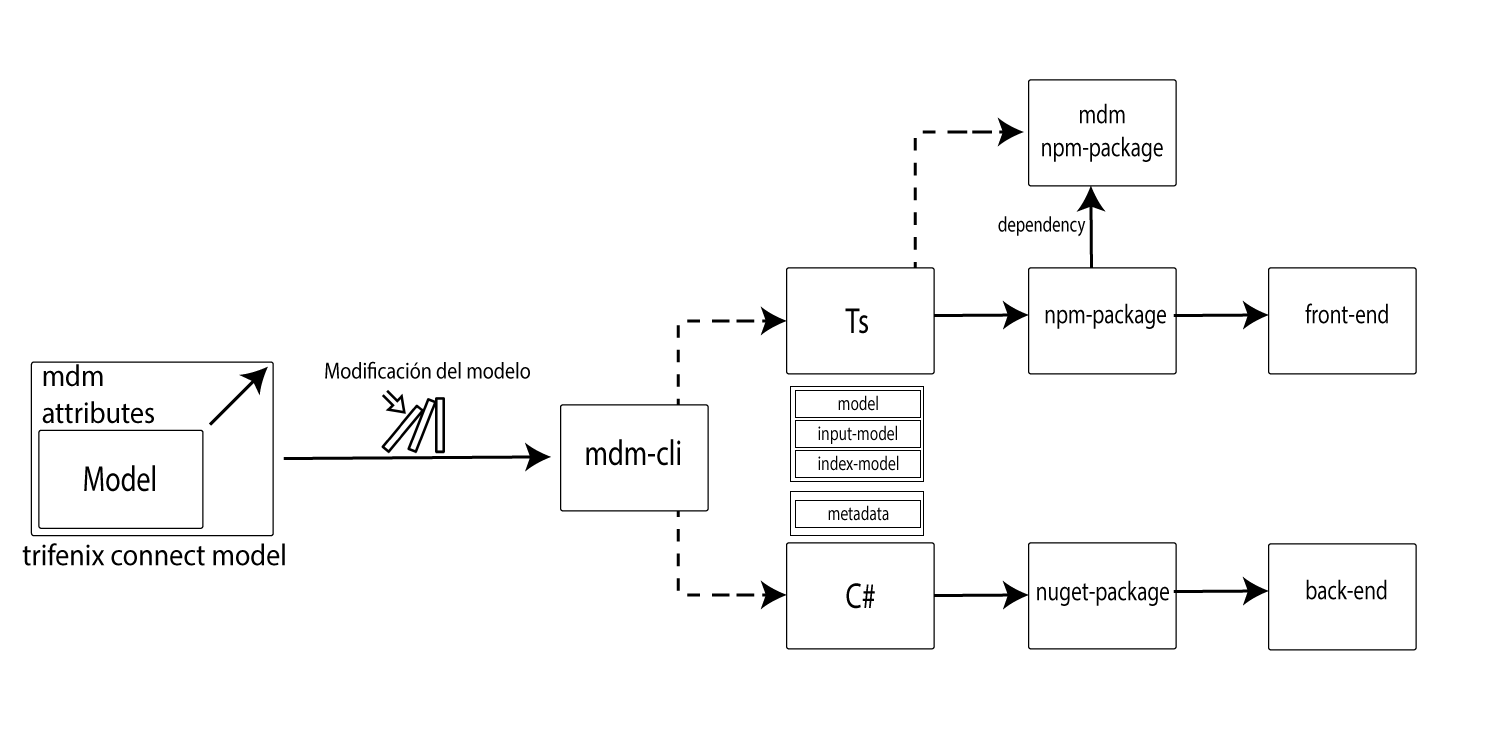 mdm
attributes
Model
trifenix connect model
Modificación del modelo
mdm-cli
Ts
model
input-model
index-model
metadata
C#
mdm
npm-package
dependency
npm-package
front-end
nuget-package
back-end